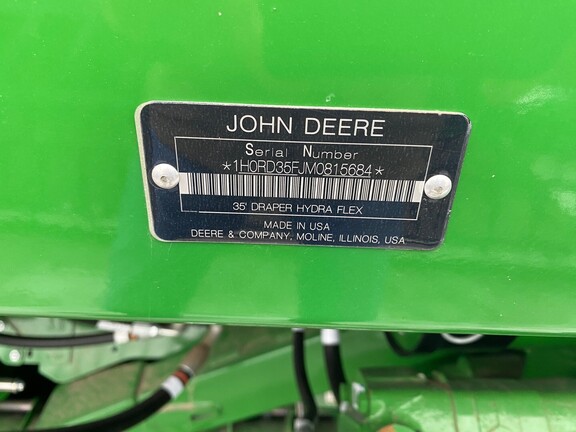 JOHN DEERE
Serial Number
*1H0RD35FJM0815684*
35' DRAPER HYDRA FLEX
MADE IN USA
DEERE & COMPANY, MOLINE, ILLINOIS, USA